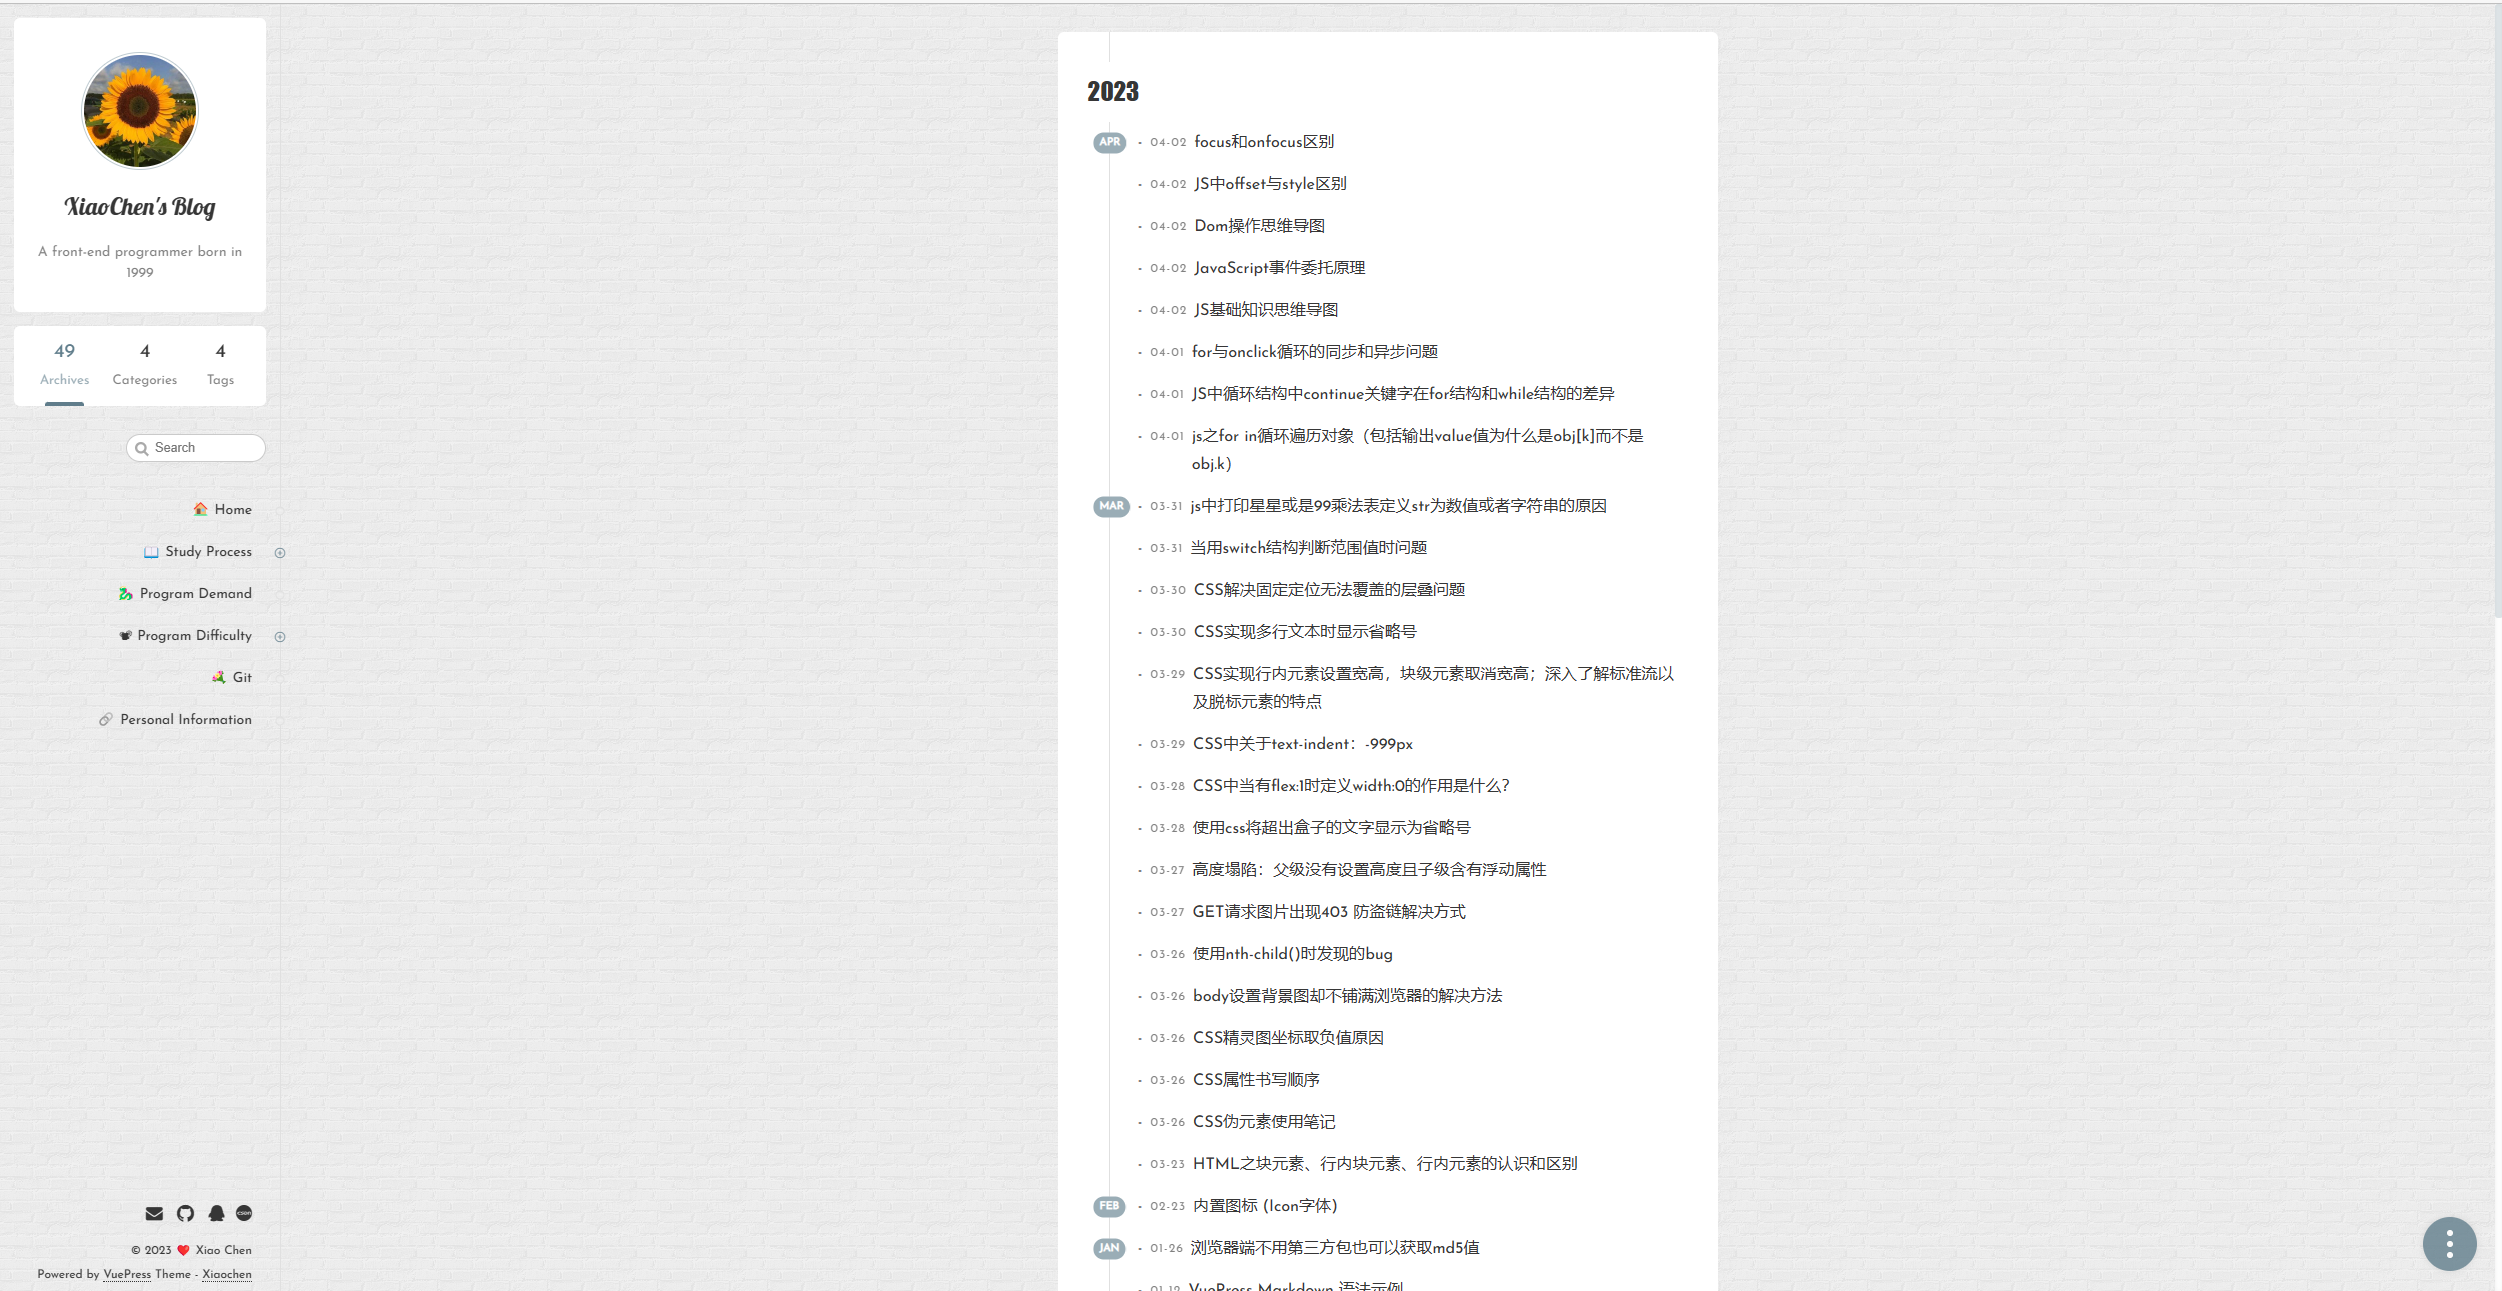 XiaoChen's Blog
A front-end programmer born in
1999
49 4 4
Archives Categories Tags
Search
Home
Study Process
Program Demand
Program Difficulty
Git
Personal Information
© 2023 Xiao Chen
Powered by VuePress Theme - Xiaochen
2023
APR - 04-02 focus和onfocus区别
- 04-02 JS中offset与style区别
- 04-02 Dom操作思维导图
- 04-02 JavaScript事件委托原理
- 04-02 JS基础知识思维导图
- 04-01 for与onclick循环的同步和异步问题
- 04-01 JS中循环结构中continue关键字在for结构和while结构的差异
- 04-01 js之for in循环遍历对象（包括输出value值为什么是obj[k]而不是
obj.k）
MAR - 03-31 js中打印星星或是99乘法表定义str为数值或者字符串的原因
- 03-31 当用switch结构判断范围值时问题
- 03-30 CSS解决固定定位无法覆盖的层叠问题
- 03-30 CSS实现多行文本时显示省略号
- 03-29 CSS实现行内元素设置宽高，块级元素取消宽高；深入了解标准流以
及脱标元素的特点
- 03-29 CSS中关于text-indent：-999px
- 03-28 CSS中当有flex:1时定义width:0的作用是什么？
- 03-28 使用css将超出盒子的文字显示为省略号
- 03-27 高度塌陷：父级没有设置高度且子级含有浮动属性
- 03-27 GET请求图片出现403 防盗链解决方式
- 03-26 使用nth-child()时发现的bug
- 03-26 body设置背景图却不铺满浏览器的解决方法
- 03-26 CSS精灵图坐标取负值原因
- 03-26 CSS属性书写顺序
- 03-26 CSS伪元素使用笔记
- 03-23 HTML之块元素、行内块元素、行内元素的认识和区别
FEB - 02-23 内置图标 (Icon字体)
JAN - 01-26 浏览器端不用第三方包也可以获取md5值
- 01-12 VuePress Markdown 语法示例